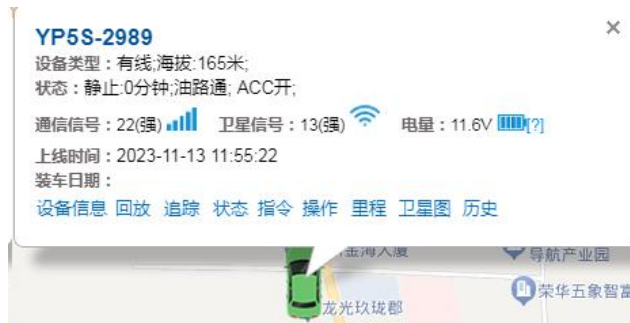 YP5S-2989
设备类型：有线;海拔:165米;
状态：静止:0分钟;油路通; ACC开;
通信信号：22(强) 卫星信号：13(强) 电量：11.6V [?]
上线时间：2023-11-13 11:55:22
装车日期：
设备信息 回放 追踪 状态 指令 操作 里程 卫星图 历史
金海大厦
导航产业园
荣华五象智富
龙光玖珑郡